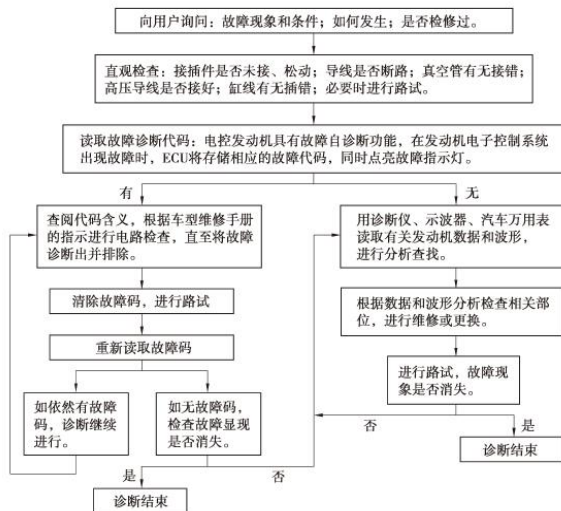 向用户询问：故障现象和条件；如何发生；是否检修过。
直观检查：接插件是否未接、松动；导线是否断路；真空管有无接错；
高压导线是否接好；缸线有无插错；必要时进行路试。
读取故障诊断代码：电控发动机具有故障自诊断功能，在发动机电子控制系统
出现故障时，ECU将存储相应的故障代码，同时点亮故障指示灯。
有
无
查阅代码含义，根据车型维修手册
的指示进行电路检查，直至将故障
诊断出并排除。
清除故障码，进行路试
重新读取故障码
如依然有故障
码，诊断继续
进行。
如无故障码，
检查故障显现
是否消失。
是
否
诊断结束
用诊断仪、示波器、汽车万用表
读取有关发动机数据和波形，
进行分析查找。
根据数据和波形分析检查相关部
位，进行维修或更换。
进行路试，故障现
象是否消失。
否
是
诊断结束